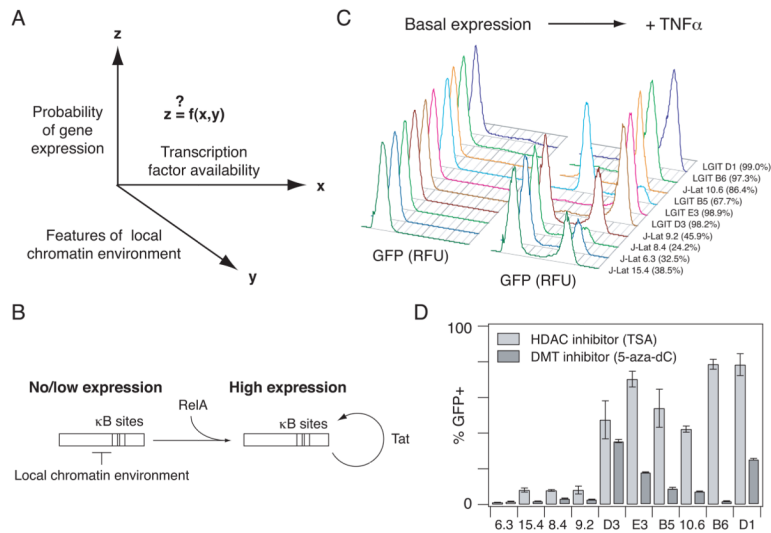 A
z
Probability
of gene
expression
?
z = f(x,y)
Transcription
factor availability
x
Features of local
chromatin environment
y
B
No/low expression
High expression
RelA
κB sites
κB sites
Tat
Local chromatin environment
C
Basal expression
+ TNFα
LGIT D1 (99.0%)
LGIT B6 (97.3%)
J-Lat 10.6 (86.4%)
LGIT B5 (67.7%)
LGIT E3 (98.9%)
LGIT D3 (98.2%)
J-Lat 9.2 (45.9%)
J-Lat 8.4 (24.2%)
J-Lat 6.3 (32.5%)
J-Lat 15.4 (38.5%)
GFP (RFU)
GFP (RFU)
D
100
HDAC inhibitor (TSA)
DMT inhibitor (5-aza-dC)
% GFP+
0
6.3 15.4 8.4 9.2 D3 E3 B5 10.6 B6 D1